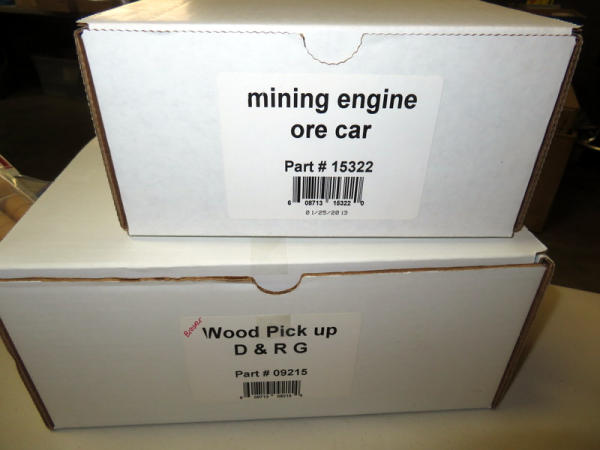 mining engine
ore car
Part # 15322
6 08713 15322 0
01/25/2013
Wood Pick up
D & R G
Part # 09215